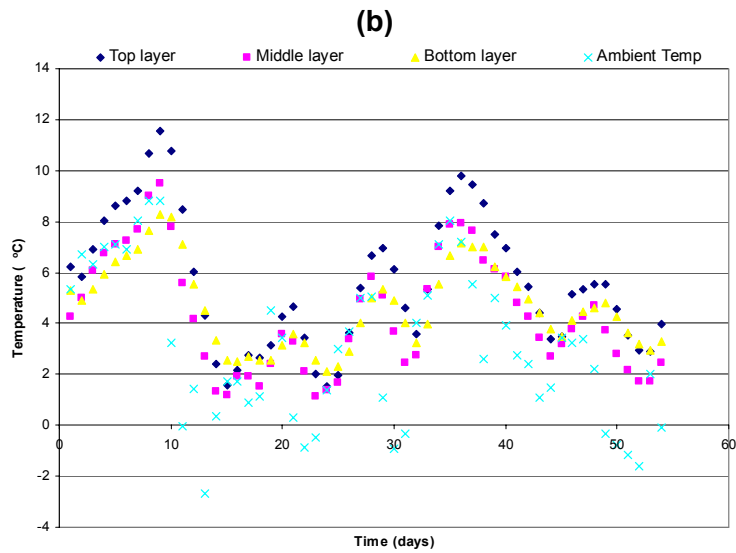 (b)
Top layer Middle layer Bottom layer Ambient Temp
14
12
10
8
6
4
2
0
-2
-4
Temperature ( °C)
0 10 20 30 40 50 60
Time (days)